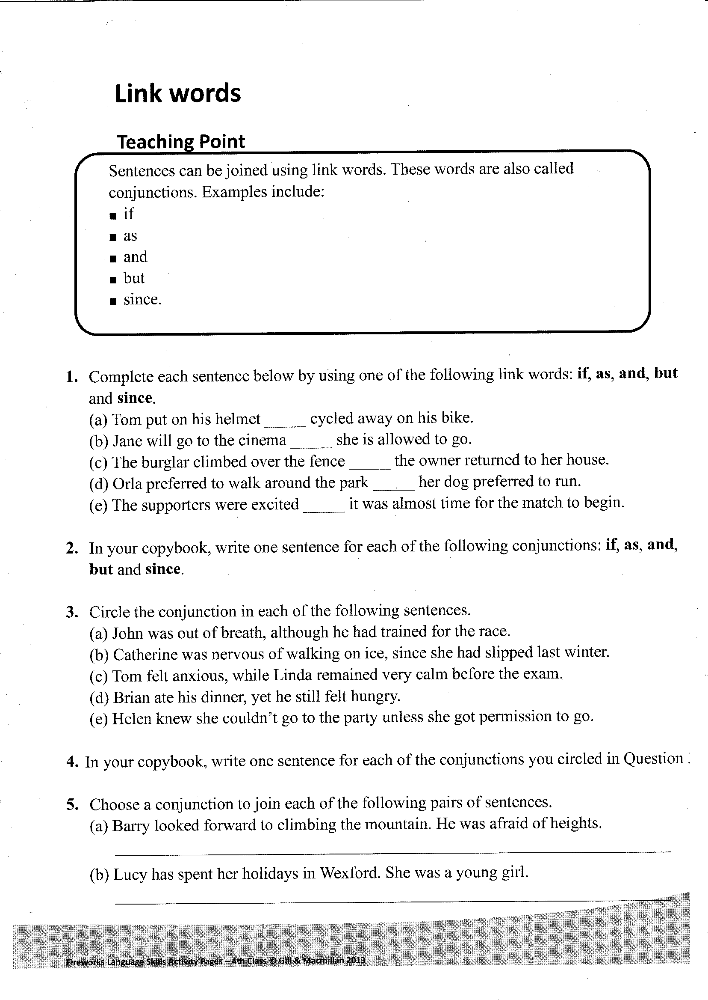 Link words
Teaching Point
Sentences can be joined using link words. These words are also called
conjunctions. Examples include:
■ if
■ as
■ and
■ but
■ since.
1. Complete each sentence below by using one of the following link words: if, as, and, but
and since.
(a) Tom put on his helmet _____ cycled away on his bike.
(b) Jane will go to the cinema _____ she is allowed to go.
(c) The burglar climbed over the fence _____ the owner returned to her house.
(d) Orla preferred to walk around the park _____ her dog preferred to run.
(e) The supporters were excited _____ it was almost time for the match to begin.
2. In your copybook, write one sentence for each of the following conjunctions: if, as, and,
but and since.
3. Circle the conjunction in each of the following sentences.
(a) John was out of breath, although he had trained for the race.
(b) Catherine was nervous of walking on ice, since she had slipped last winter.
(c) Tom felt anxious, while Linda remained very calm before the exam.
(d) Brian ate his dinner, yet he still felt hungry.
(e) Helen knew she couldn't go to the party unless she got permission to go.
4. In your copybook, write one sentence for each of the conjunctions you circled in Question
5. Choose a conjunction to join each of the following pairs of sentences.
(a) Barry looked forward to climbing the mountain. He was afraid of heights.
(b) Lucy has spent her holidays in Wexford. She was a young girl.
Fireworks Language Skills Activity Pages – 4th Class © Gill & Macmillan 2013